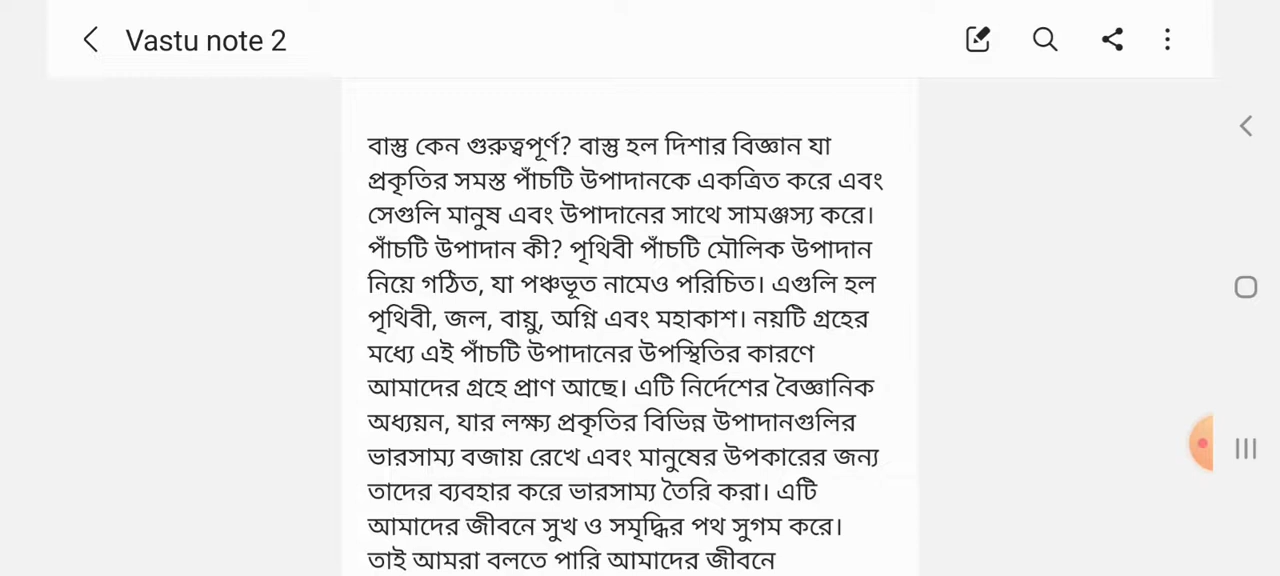 Vastu note 2
বাস্তু কেন গুরুত্বপূর্ণ? বাস্তু হল দিশার বিজ্ঞান যা
প্রকৃতির সমস্ত পাঁচটি উপাদানকে একত্রিত করে এবং
সেগুলি মানুষ এবং উপাদানের সাথে সামঞ্জস্য করে।
পাঁচটি উপাদান কী? পৃথিবী পাঁচটি মৌলিক উপাদান
নিয়ে গঠিত, যা পঞ্চভূত নামেও পরিচিত। এগুলি হল
পৃথিবী, জল, বায়ু, অগ্নি এবং মহাকাশ। নয়টি গ্রহের
মধ্যে এই পাঁচটি উপাদানের উপস্থিতির কারণে
আমাদের গ্রহে প্রাণ আছে। এটি নির্দেশের বৈজ্ঞানিক
অধ্যয়ন, যার লক্ষ্য প্রকৃতির বিভিন্ন উপাদানগুলির
ভারসাম্য বজায় রেখে এবং মানুষের উপকারের জন্য
তাদের ব্যবহার করে ভারসাম্য তৈরি করা। এটি
আমাদের জীবনে সুখ ও সমৃদ্ধির পথ সুগম করে।
তাই আমরা বলতে পারি আমাদের জীবনে